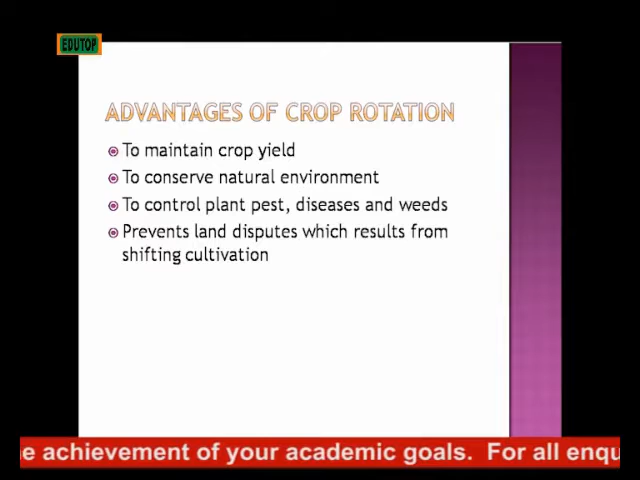 EDUTOP
ADVANTAGES OF CROP ROTATION
To maintain crop yield
To conserve natural environment
To control plant pest, diseases and weeds
Prevents land disputes which results from
shifting cultivation
e achievement of your academic goals. For all enqu